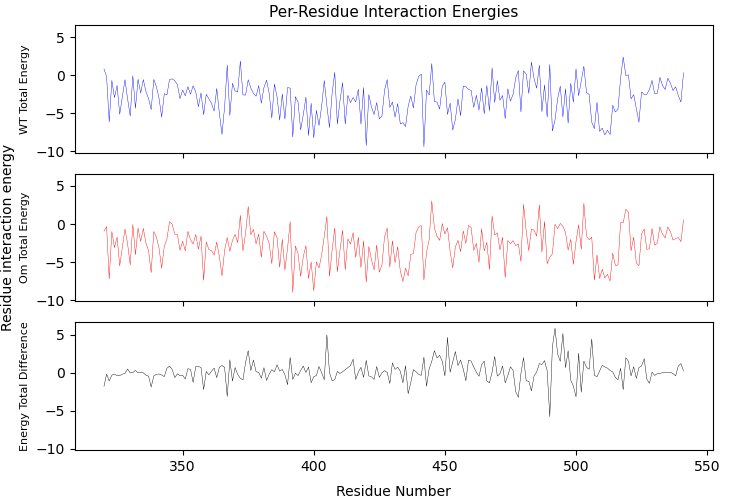 Per-Residue Interaction Energies
Residue interaction energy
WT Total Energy
5
0
−5
−10
Om Total Energy
5
0
−5
−10
Energy Total Difference
5
0
−5
−10
350 400 450 500 550
Residue Number